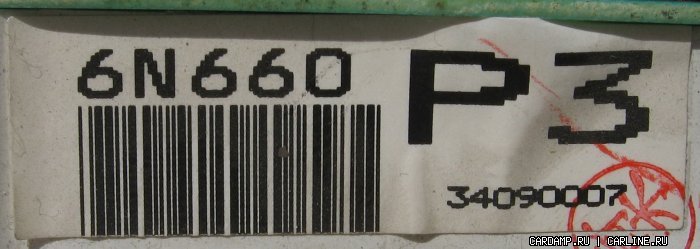 6N660 P3
34090007
CARDAMP.RU | CARLINE.RU